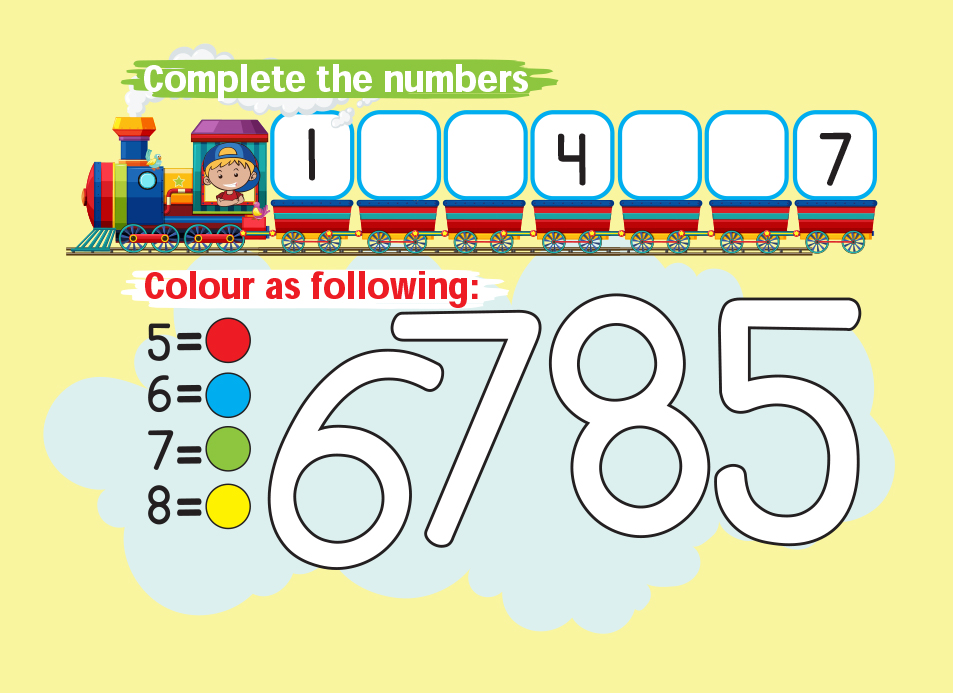 Complete the numbers
1 4 7
Colour as following:
5=
6=
7=
8=
6785